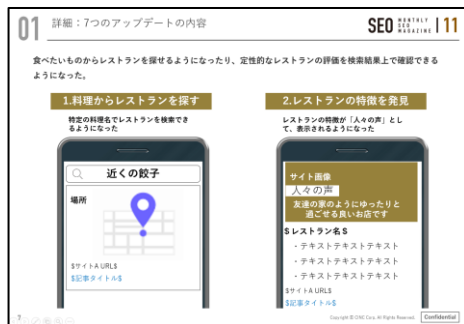 01 詳細：7つのアップデートの内容
SEO MONTHLY SEO MAGAZINE | 11
食べたいものからレストランを探せるようになったり、定性的なレストランの評価を検索結果上で確認できる
ようになった。
1.料理からレストランを探す
特定の料理名でレストランを検索でき
るようになった
近くの餃子
場所
$サイトA URL$
$記事タイトル$
2.レストランの特徴を発見
レストランの特徴が「人々の声」とし
て、表示されるようになった
サイト画像
人々の声
友達の家のようにゆったりと
過ごせる良いお店です
$レストラン名$
・テキストテキストテキスト
・テキストテキストテキスト
・テキストテキストテキスト
$サイトA URL$
$記事タイトル$
Copyright © CINC Corp. All Rights Reserved.
Confidential